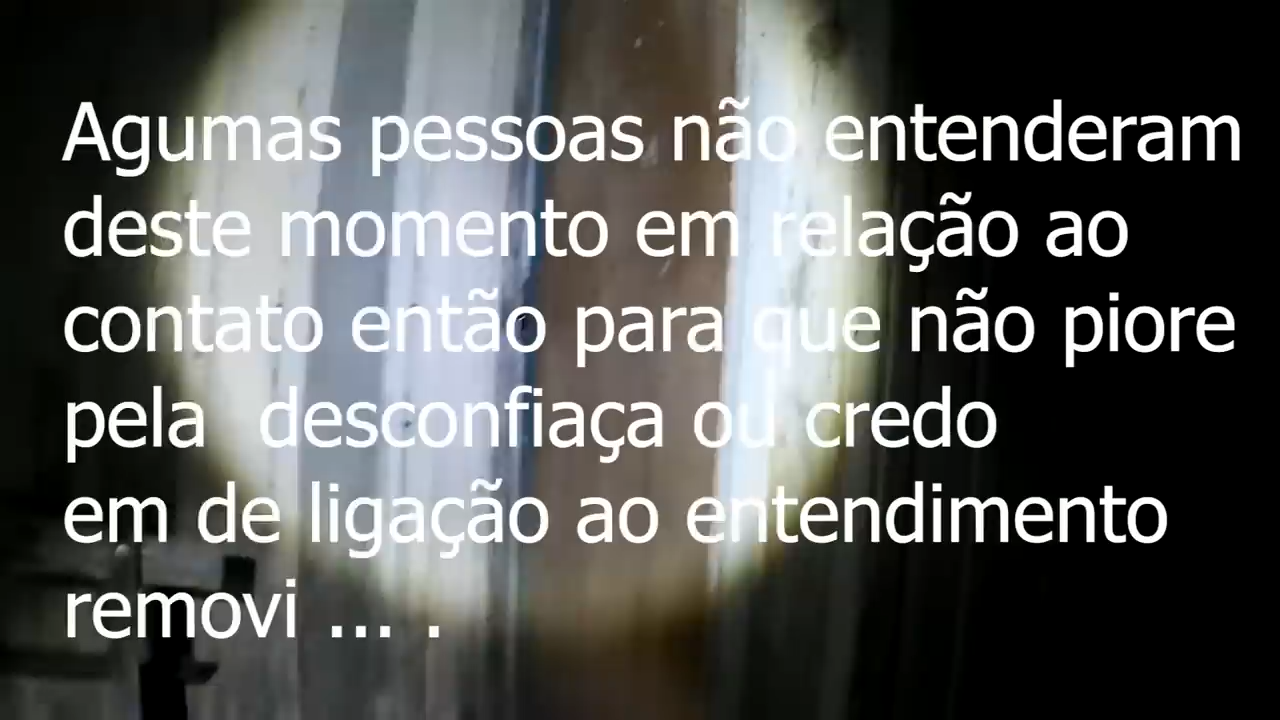 Agumas pessoas não entenderam
deste momento em relação ao
contato então para que não piore
pela desconfiaça ou credo
em de ligação ao entendimento
removi ... .